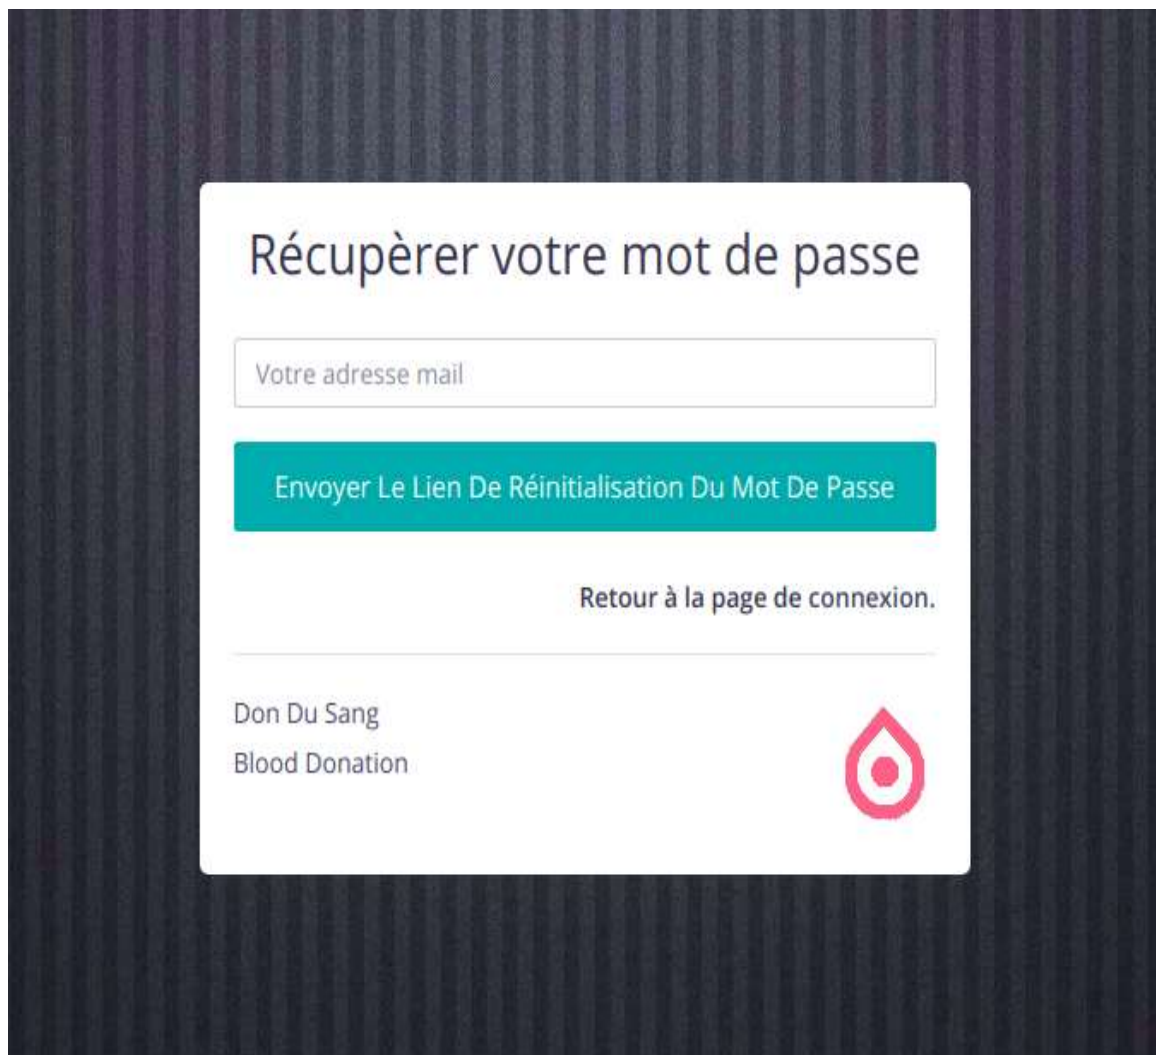 Récupèrer votre mot de passe
Votre adresse mail
Envoyer Le Lien De Réinitialisation Du Mot De Passe
Retour à la page de connexion.
Don Du Sang
Blood Donation